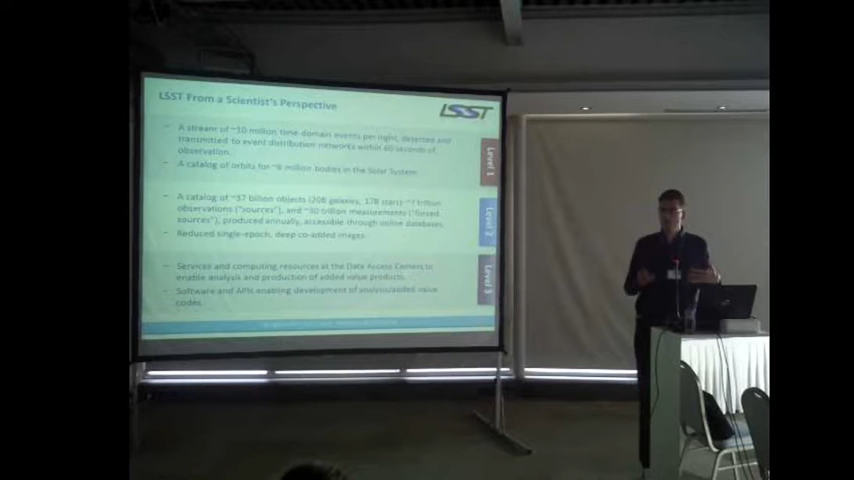 LSST From a Scientist's Perspective
LSST
– A stream of ~10 million time-domain events per night, detected and
transmitted to event distribution networks within 60 seconds of
observation.
– A catalog of orbits for ~6 million bodies in the Solar System
Level 1
– A catalog of ~37 billion objects (20B galaxies, 17B stars), ~7 trillion
observations ("sources"), and ~30 trillion measurements ("forced
sources"), produced annually, accessible through online databases.
– Reduced single-epoch, deep co-added images.
Level 2
– Services and computing resources at the Data Access Centers to
enable analysis and production of added value products.
– Software and APIs enabling development of analysis/added value
codes.
Level 3